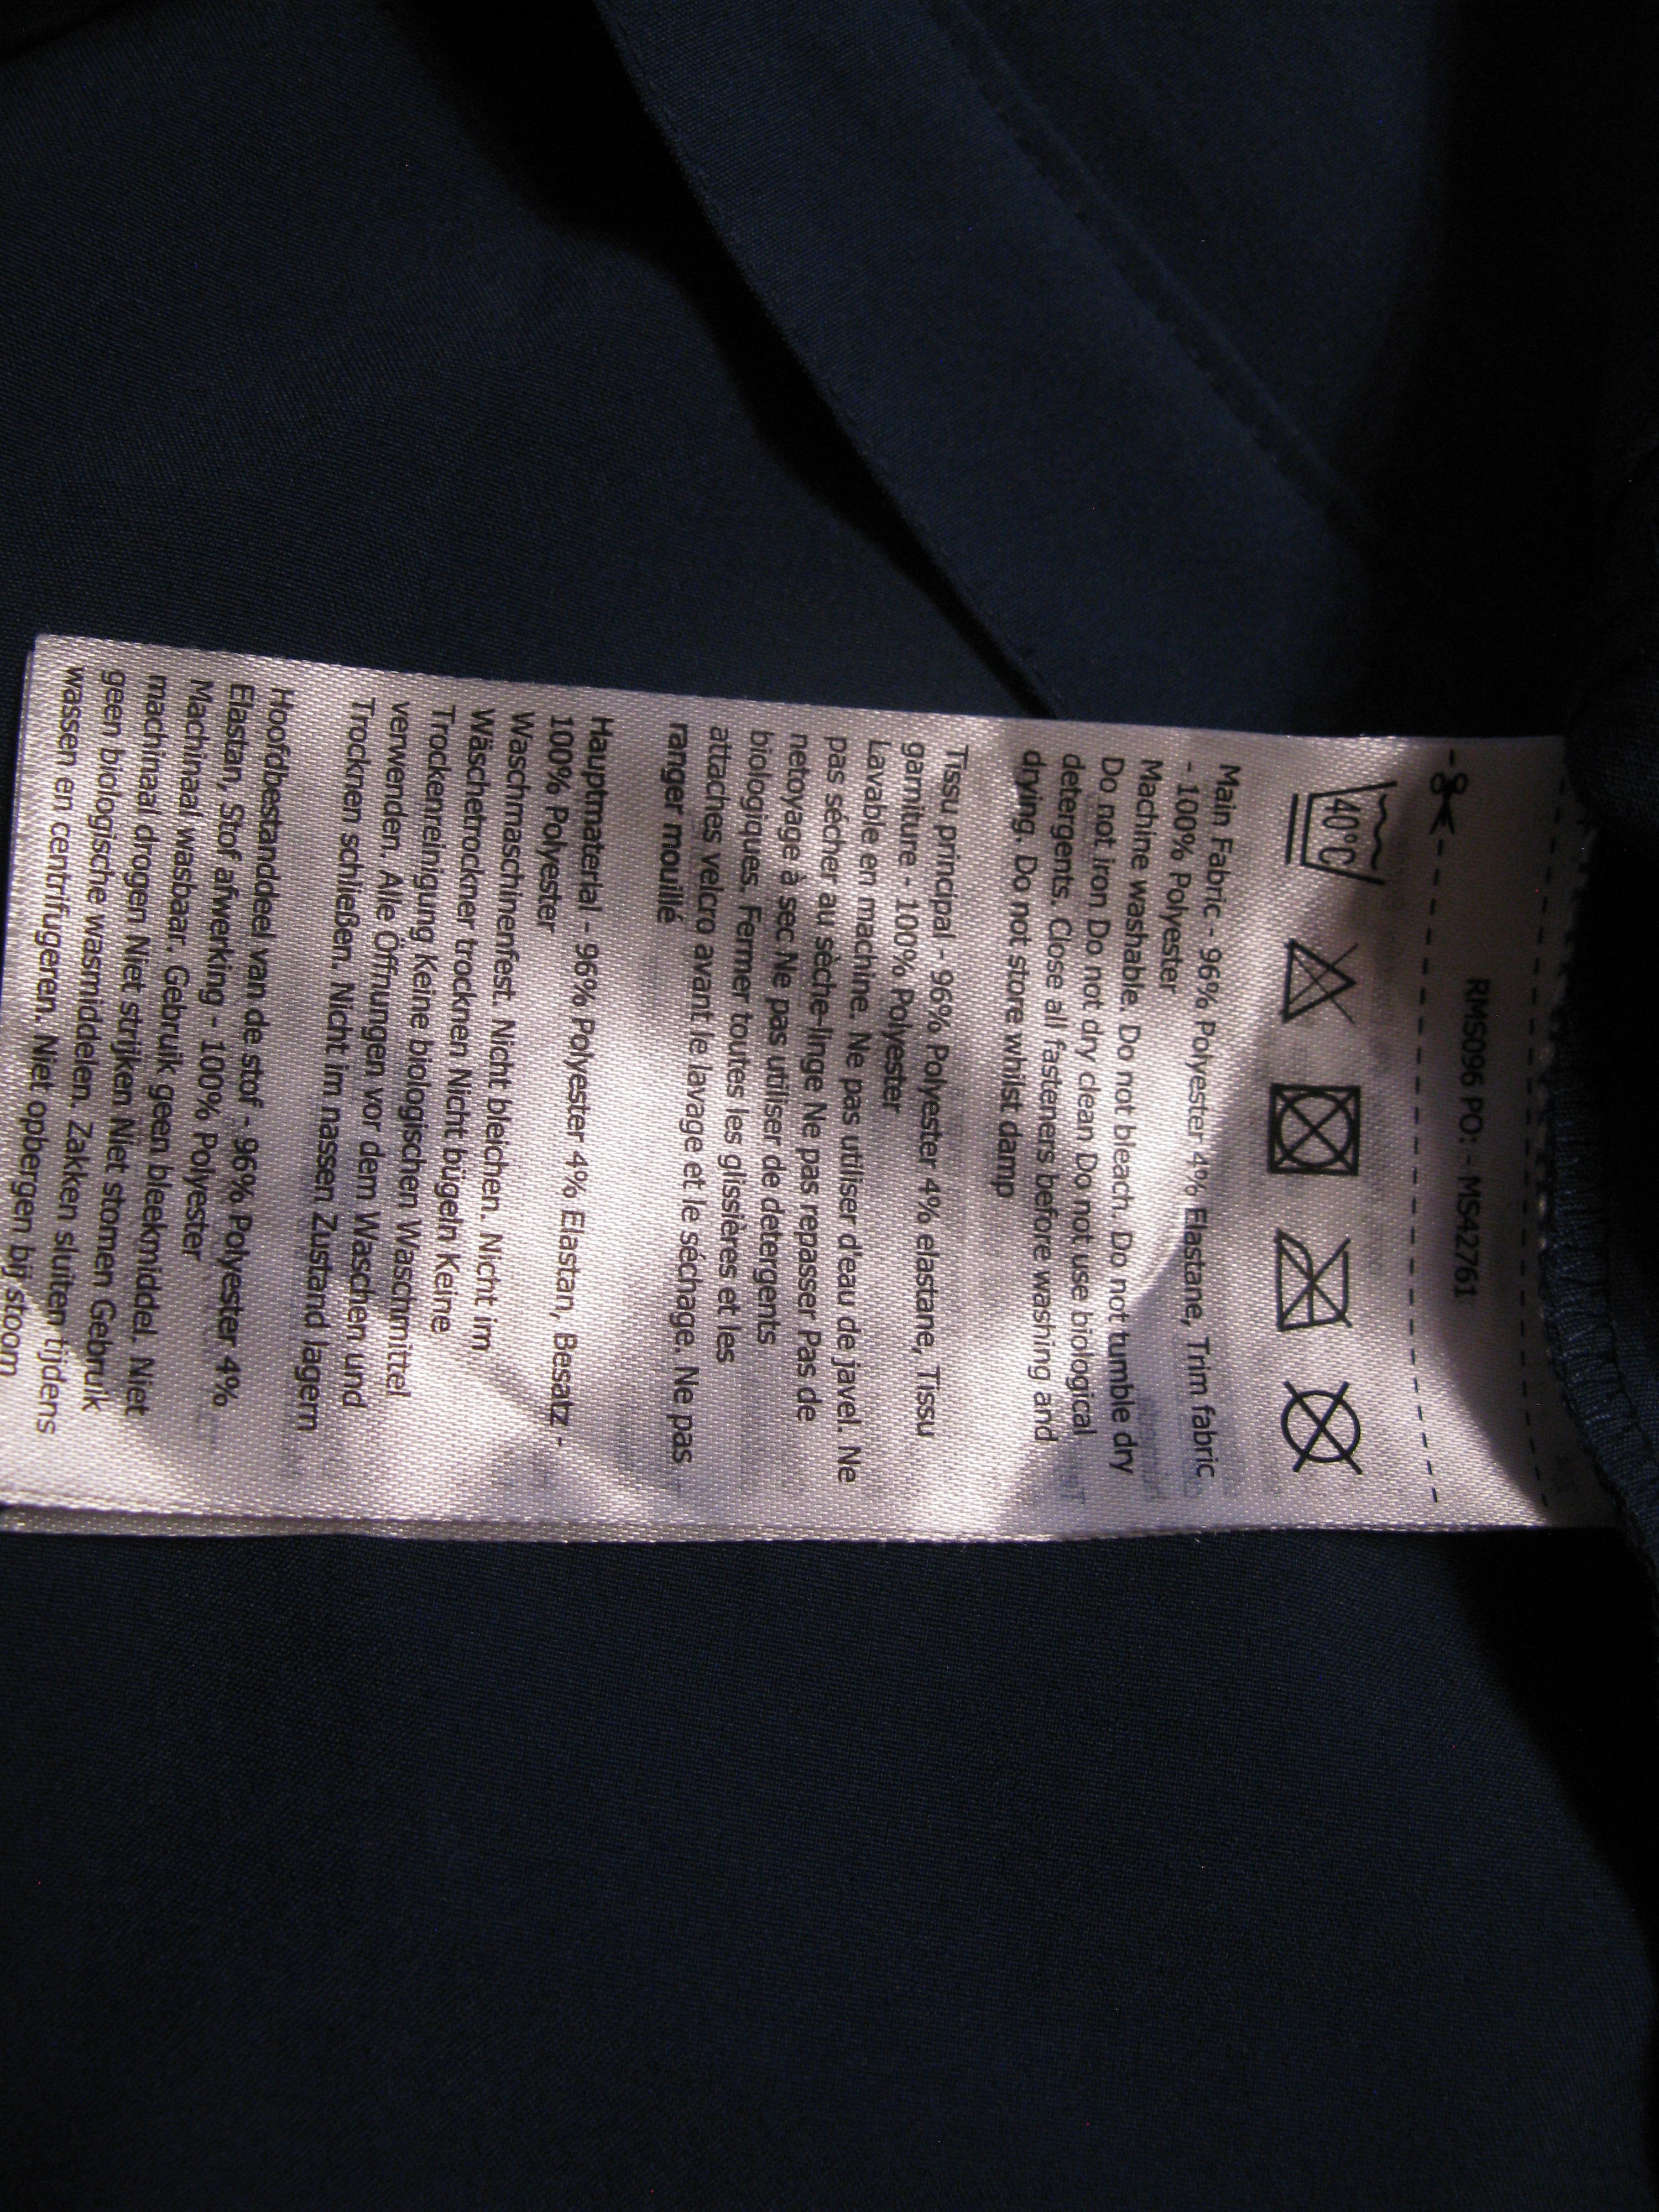 RMS096 PO: - MS42761
40°C
Main Fabric - 96% Polyester 4% Elastane, Trim fabric
- 100% Polyester
Machine washable. Do not bleach. Do not tumble dry
Do not iron Do not dry clean Do not use biological
detergents. Close all fasteners before washing and
drying. Do not store whilst damp
Tissu principal - 96% Polyester 4% elastane, Tissu
garniture - 100% Polyester
Lavable en machine. Ne pas utiliser d'eau de javel. Ne
pas sécher au sèche-linge Ne pas repasser Pas de
netoyage à sec Ne pas utiliser de detergents
biologiques. Fermer toutes les glissières et les
attaches velcro avant le lavage et le séchage. Ne pas
ranger mouillé
Hauptmaterial - 96% Polyester 4% Elastan, Besatz -
100% Polyester
Waschmaschinenfest. Nicht bleichen. Nicht im
Wäschetrockner trocknen Nicht bügeln Keine
Trockenreinigung Keine biologischen Waschmittel
verwenden. Alle Öffnungen vor dem Waschen und
Trocknen schließen. Nicht im nassen Zustand lagern
Hoofdbestanddeel van de stof - 96% Polyester 4%
Elastan, Stof afwerking - 100% Polyester
Machinaal wasbaar. Gebruik geen bleekmiddel. Niet
machinaal drogen Niet strijken Niet stomen Gebruik
geen biologische wasmiddelen. Zakken sluiten tijdens
wassen en centrifugeren. Net opbergen bij stoom